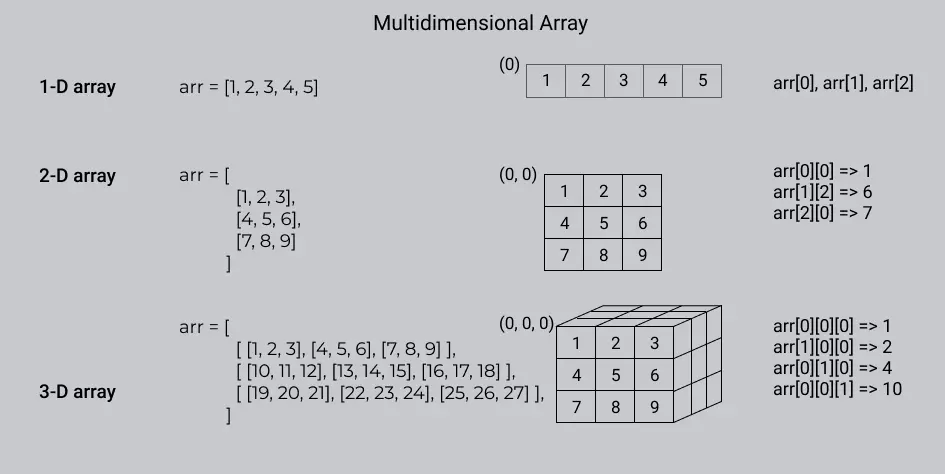 Multidimensional Array
1-D array
arr = [1, 2, 3, 4, 5]
(0)
1 2 3 4 5
arr[0], arr[1], arr[2]
2-D array
arr = [
[1, 2, 3],
[4, 5, 6],
[7, 8, 9]
]
(0, 0)
1 2 3
4 5 6
7 8 9
arr[0][0] => 1
arr[1][2] => 6
arr[2][0] => 7
3-D array
arr = [
[ [1, 2, 3], [4, 5, 6], [7, 8, 9] ],
[ [10, 11, 12], [13, 14, 15], [16, 17, 18] ],
[ [19, 20, 21], [22, 23, 24], [25, 26, 27] ],
]
(0, 0, 0)
1 2 3
4 5 6
7 8 9
arr[0][0][0] => 1
arr[1][0][0] => 2
arr[0][1][0] => 4
arr[0][0][1] => 10